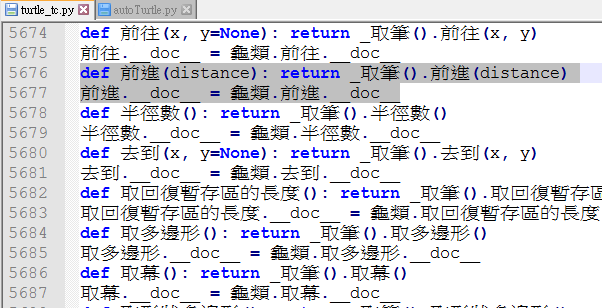 turtle_tc.py autoTurtle.py
5674 def 前往(x, y=None): return _取筆().前往(x, y)
5675 前往.__doc__ = 龜類.前往.__doc__
5676 def 前進(distance): return _取筆().前進(distance)
5677 前進.__doc__ = 龜類.前進.__doc__
5678 def 半徑數(): return _取筆().半徑數()
5679 半徑數.__doc__ = 龜類.半徑數.__doc__
5680 def 去到(x, y=None): return _取筆().去到(x, y)
5681 去到.__doc__ = 龜類.去到.__doc__
5682 def 取回復暫存區的長度(): return _取筆().取回復暫存區
5683 取回復暫存區的長度.__doc__ = 龜類.取回復暫存區的長度
5684 def 取多邊形(): return _取筆().取多邊形()
5685 取多邊形.__doc__ = 龜類.取多邊形.__doc__
5686 def 取幕(): return _取筆().取幕()
5687 取幕.__doc__ = 龜類.取幕.__doc__